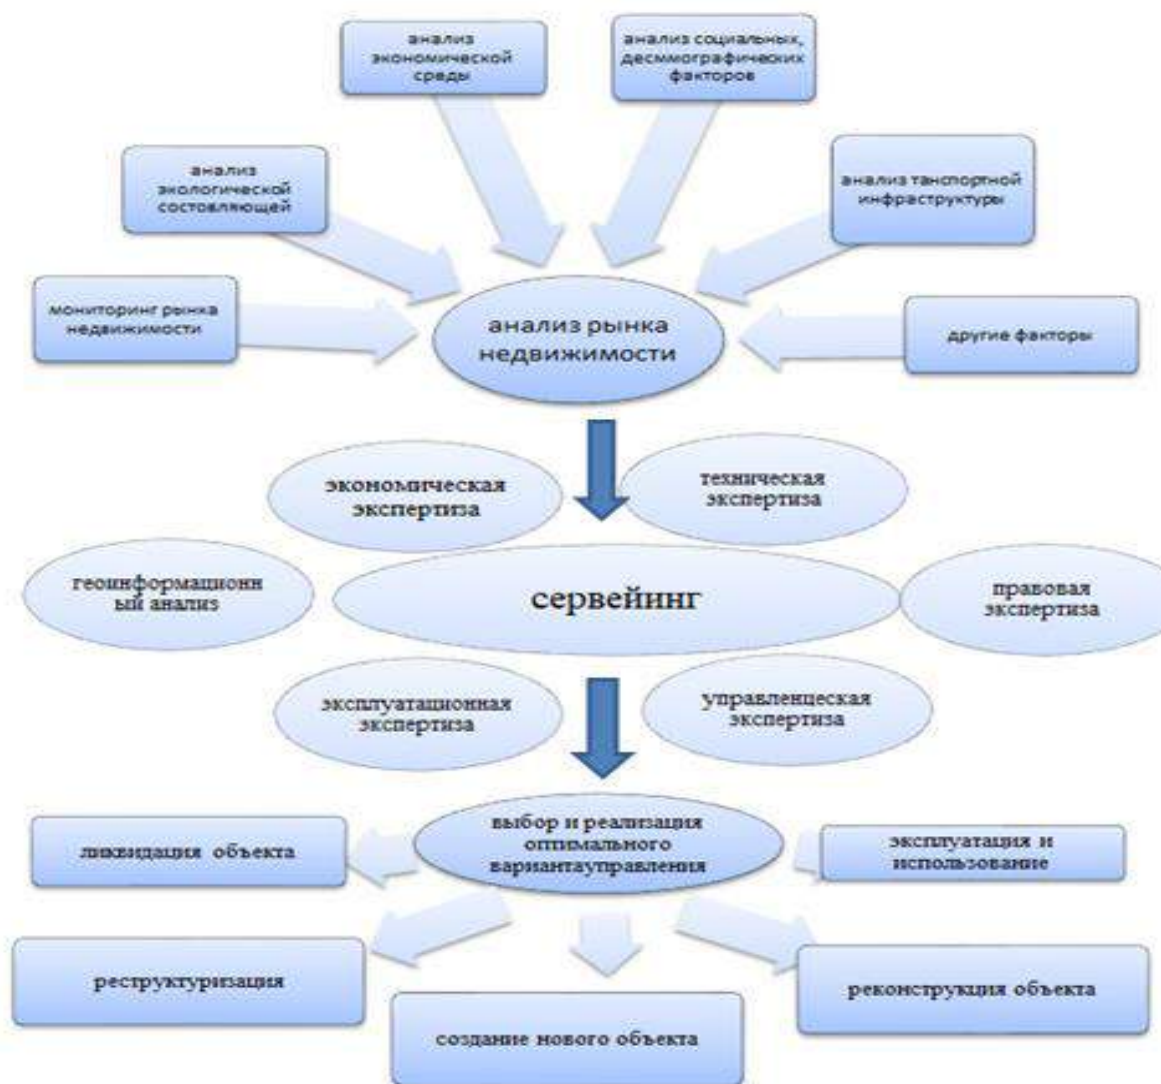 анализ
экономической
среды
анализ социальных,
десммографических
факторов
анализ
экологической
состовляющей
анализ танспортной
инфраструктуры
мониторинг рынка
недвижимости
анализ рынка
недвижимости
другие факторы
экономическая
экспертиза
техническая
экспертиза
геоинформационн
ый анализ
сервейинг
правовая
экспертиза
эксплуатационная
экспертиза
управленцеская
экспертиза
ликвидация объекта
выбор и реализация
оптимального
вариантауправления
эксплуатация и
использование
реструктуризация
создание нового объекта
реконструкция объекта